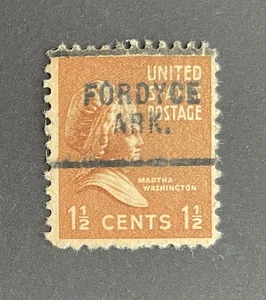 UNITED
STATES
POSTAGE
FORDYCE
ARK.
MARTHA
WASHINGTON
1½ CENTS 1½